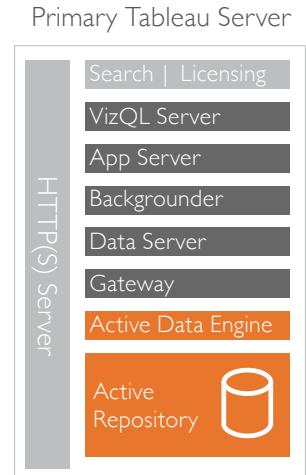 Primary Tableau Server
HTTP(S) Server
Search | Licensing
VizQL Server
App Server
Backgrounder
Data Server
Gateway
Active Data Engine
Active
Repository